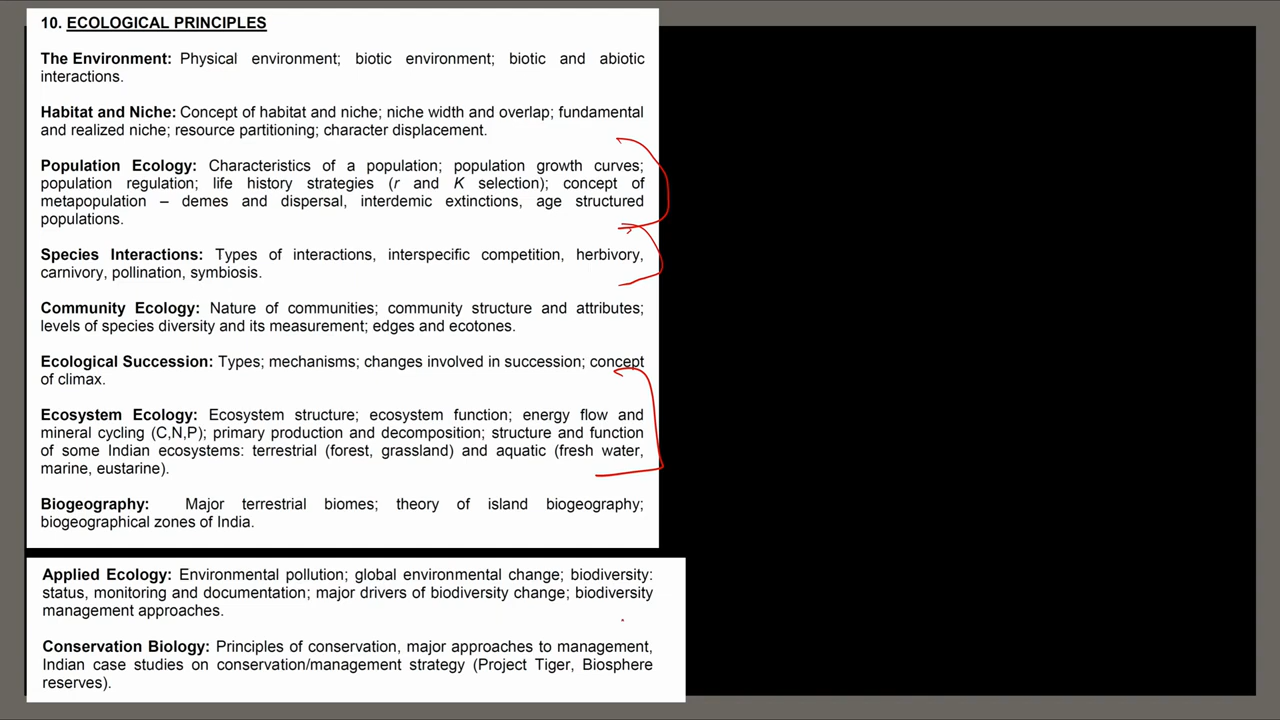 10. ECOLOGICAL PRINCIPLES
The Environment: Physical environment; biotic environment; biotic and abiotic
interactions.
Habitat and Niche: Concept of habitat and niche; niche width and overlap; fundamental
and realized niche; resource partitioning; character displacement.
Population Ecology: Characteristics of a population; population growth curves;
population regulation; life history strategies (r and K selection); concept of
metapopulation – demes and dispersal, interdemic extinctions, age structured
populations.
Species Interactions: Types of interactions, interspecific competition, herbivory,
carnivory, pollination, symbiosis.
Community Ecology: Nature of communities; community structure and attributes;
levels of species diversity and its measurement; edges and ecotones.
Ecological Succession: Types; mechanisms; changes involved in succession; concept
of climax.
Ecosystem Ecology: Ecosystem structure; ecosystem function; energy flow and
mineral cycling (C,N,P); primary production and decomposition; structure and function
of some Indian ecosystems: terrestrial (forest, grassland) and aquatic (fresh water,
marine, eustarine).
Biogeography: Major terrestrial biomes; theory of island biogeography;
biogeographical zones of India.
Applied Ecology: Environmental pollution; global environmental change; biodiversity:
status, monitoring and documentation; major drivers of biodiversity change; biodiversity
management approaches.
Conservation Biology: Principles of conservation, major approaches to management,
Indian case studies on conservation/management strategy (Project Tiger, Biosphere
reserves).